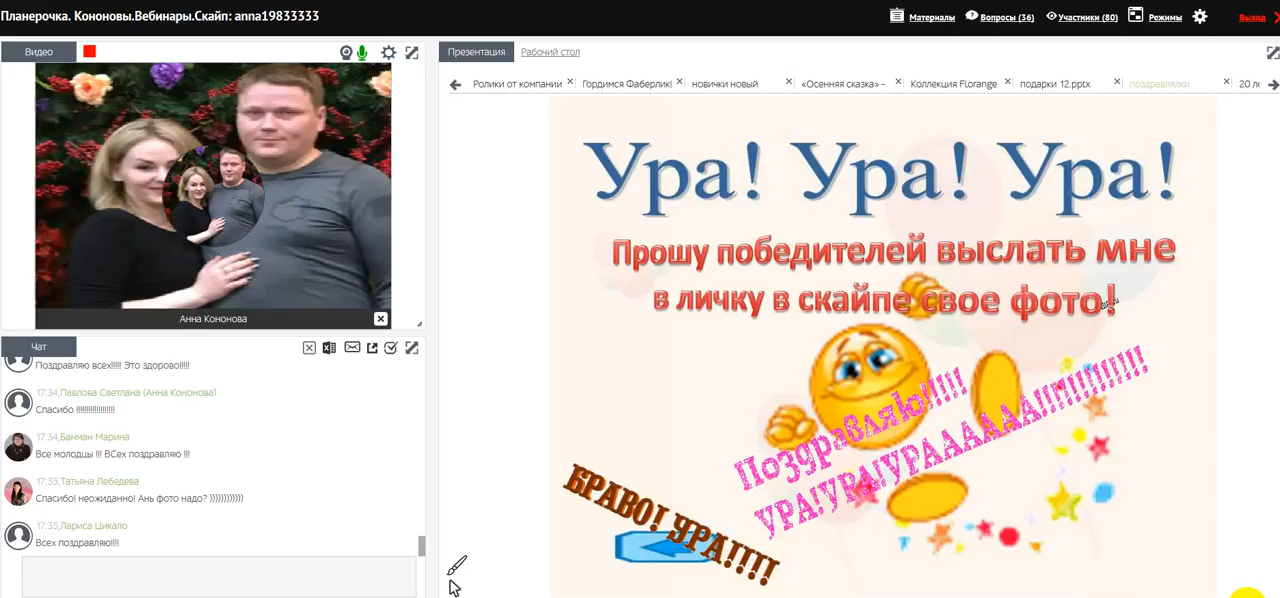 Планерочка. Кононовы.Вебинары.Скайп: anna19833333
Материалы
Вопросы (36)
Участники (80)
Режимы
Выход
Видео
Анна Кононова
Чат
Поздравляю всех!!!!! Это здорово!!!!!
17:34,Павлова Светлана (Анна Кононова)
Спасибо !!!!!!!!!!!!!!!!!!!!
17:34,Банман Марина
Все молодцы !!! ВСех поздравляю !!!
17:35,Татьяна Лебедева
Спасибо! неожиданно! Ань фото надо? ))))))))))))
17:35,Лариса Цикало
Всех поздравляю!!!!
Презентация
Рабочий стол
Ролики от компании
Гордимся Фаберлик!
новички новый
«Осенняя сказка» -
Коллекция Florange
подарки 12.pptx
поздравлялки
20 л
Ура! Ура! Ура!
Прошу победителей выслать мне
в личку в скайпе свое фото!
Поздравляю!!!!!
УРА!УРА!УРАААААА!!!!!!!!!!!!!
БРАВО! УРА!!!!